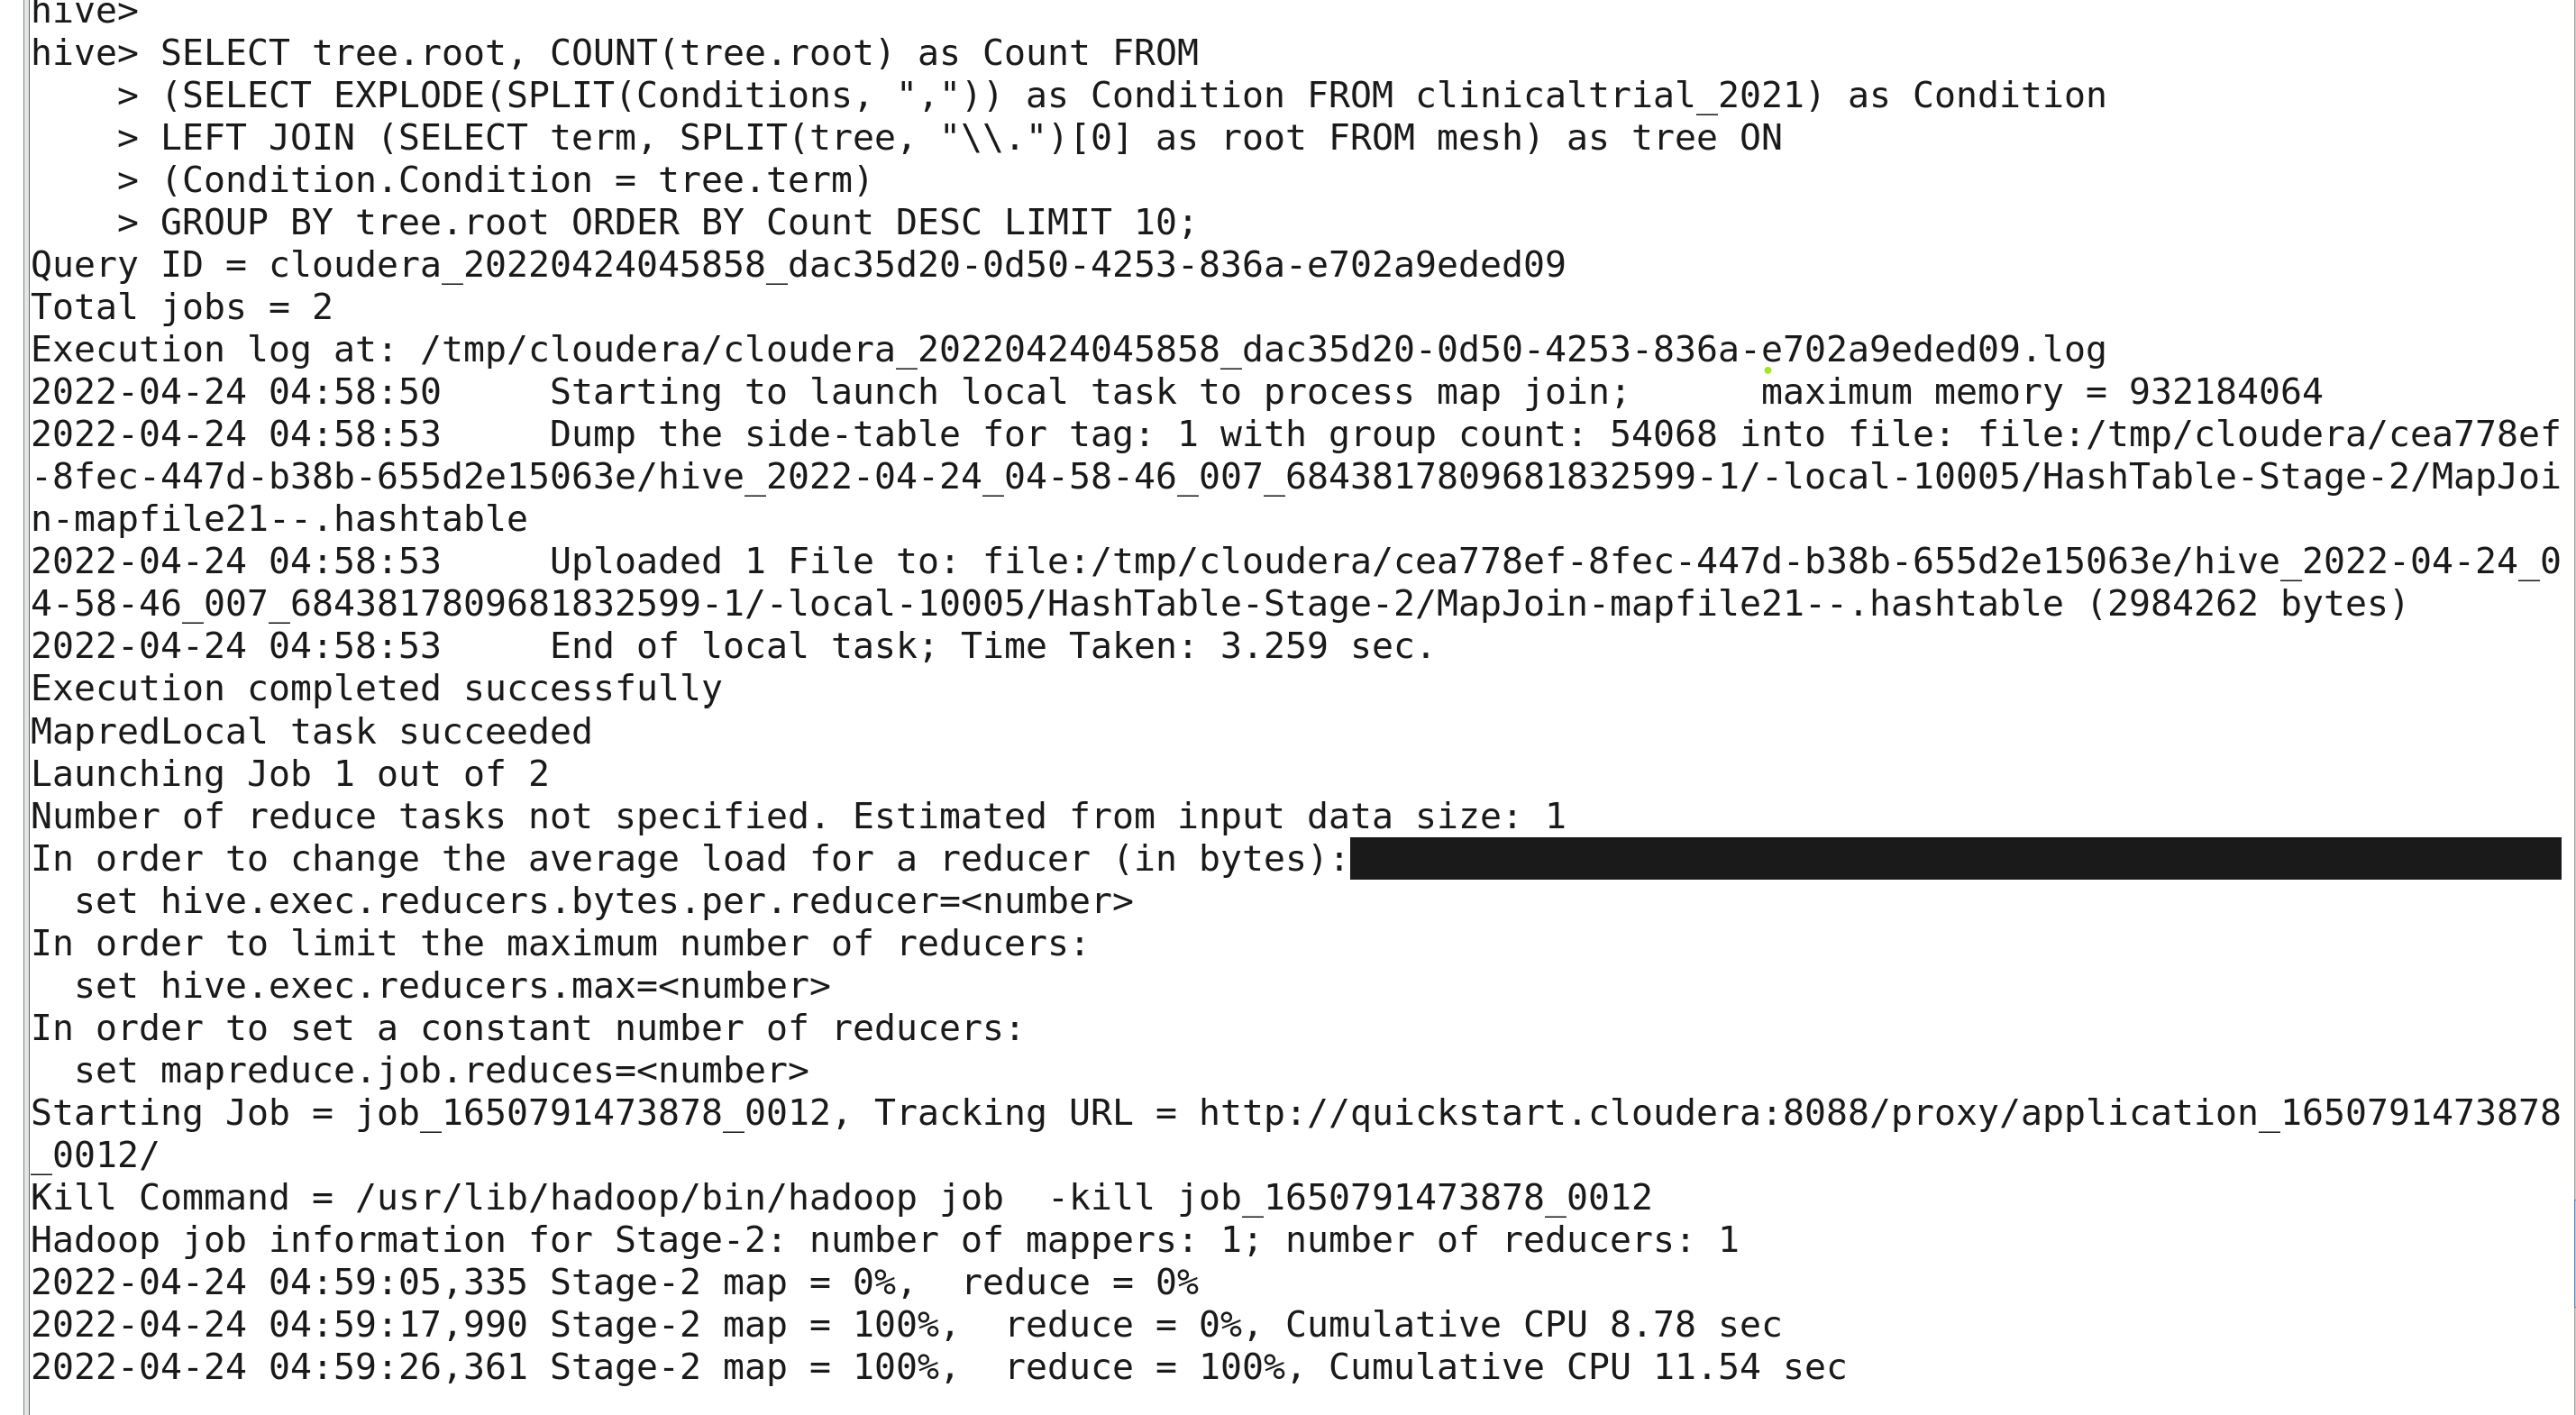 hive>
hive> SELECT tree.root, COUNT(tree.root) as Count FROM
    > (SELECT EXPLODE(SPLIT(Conditions, ",")) as Condition FROM clinicaltrial_2021) as Condition
    > LEFT JOIN (SELECT term, SPLIT(tree, "\\.")[0] as root FROM mesh) as tree ON
    > (Condition.Condition = tree.term)
    > GROUP BY tree.root ORDER BY Count DESC LIMIT 10;
Query ID = cloudera_20220424045858_dac35d20-0d50-4253-836a-e702a9eded09
Total jobs = 2
Execution log at: /tmp/cloudera/cloudera_20220424045858_dac35d20-0d50-4253-836a-e702a9eded09.log
2022-04-24 04:58:50     Starting to launch local task to process map join;      maximum memory = 932184064
2022-04-24 04:58:53     Dump the side-table for tag: 1 with group count: 54068 into file: file:/tmp/cloudera/cea778ef
-8fec-447d-b38b-655d2e15063e/hive_2022-04-24_04-58-46_007_6843817809681832599-1/-local-10005/HashTable-Stage-2/MapJoi
n-mapfile21--.hashtable
2022-04-24 04:58:53     Uploaded 1 File to: file:/tmp/cloudera/cea778ef-8fec-447d-b38b-655d2e15063e/hive_2022-04-24_0
4-58-46_007_6843817809681832599-1/-local-10005/HashTable-Stage-2/MapJoin-mapfile21--.hashtable (2984262 bytes)
2022-04-24 04:58:53     End of local task; Time Taken: 3.259 sec.
Execution completed successfully
MapredLocal task succeeded
Launching Job 1 out of 2
Number of reduce tasks not specified. Estimated from input data size: 1
In order to change the average load for a reducer (in bytes):
  set hive.exec.reducers.bytes.per.reducer=<number>
In order to limit the maximum number of reducers:
  set hive.exec.reducers.max=<number>
In order to set a constant number of reducers:
  set mapreduce.job.reduces=<number>
Starting Job = job_1650791473878_0012, Tracking URL = http://quickstart.cloudera:8088/proxy/application_1650791473878
_0012/
Kill Command = /usr/lib/hadoop/bin/hadoop job  -kill job_1650791473878_0012
Hadoop job information for Stage-2: number of mappers: 1; number of reducers: 1
2022-04-24 04:59:05,335 Stage-2 map = 0%,  reduce = 0%
2022-04-24 04:59:17,990 Stage-2 map = 100%,  reduce = 0%, Cumulative CPU 8.78 sec
2022-04-24 04:59:26,361 Stage-2 map = 100%,  reduce = 100%, Cumulative CPU 11.54 sec